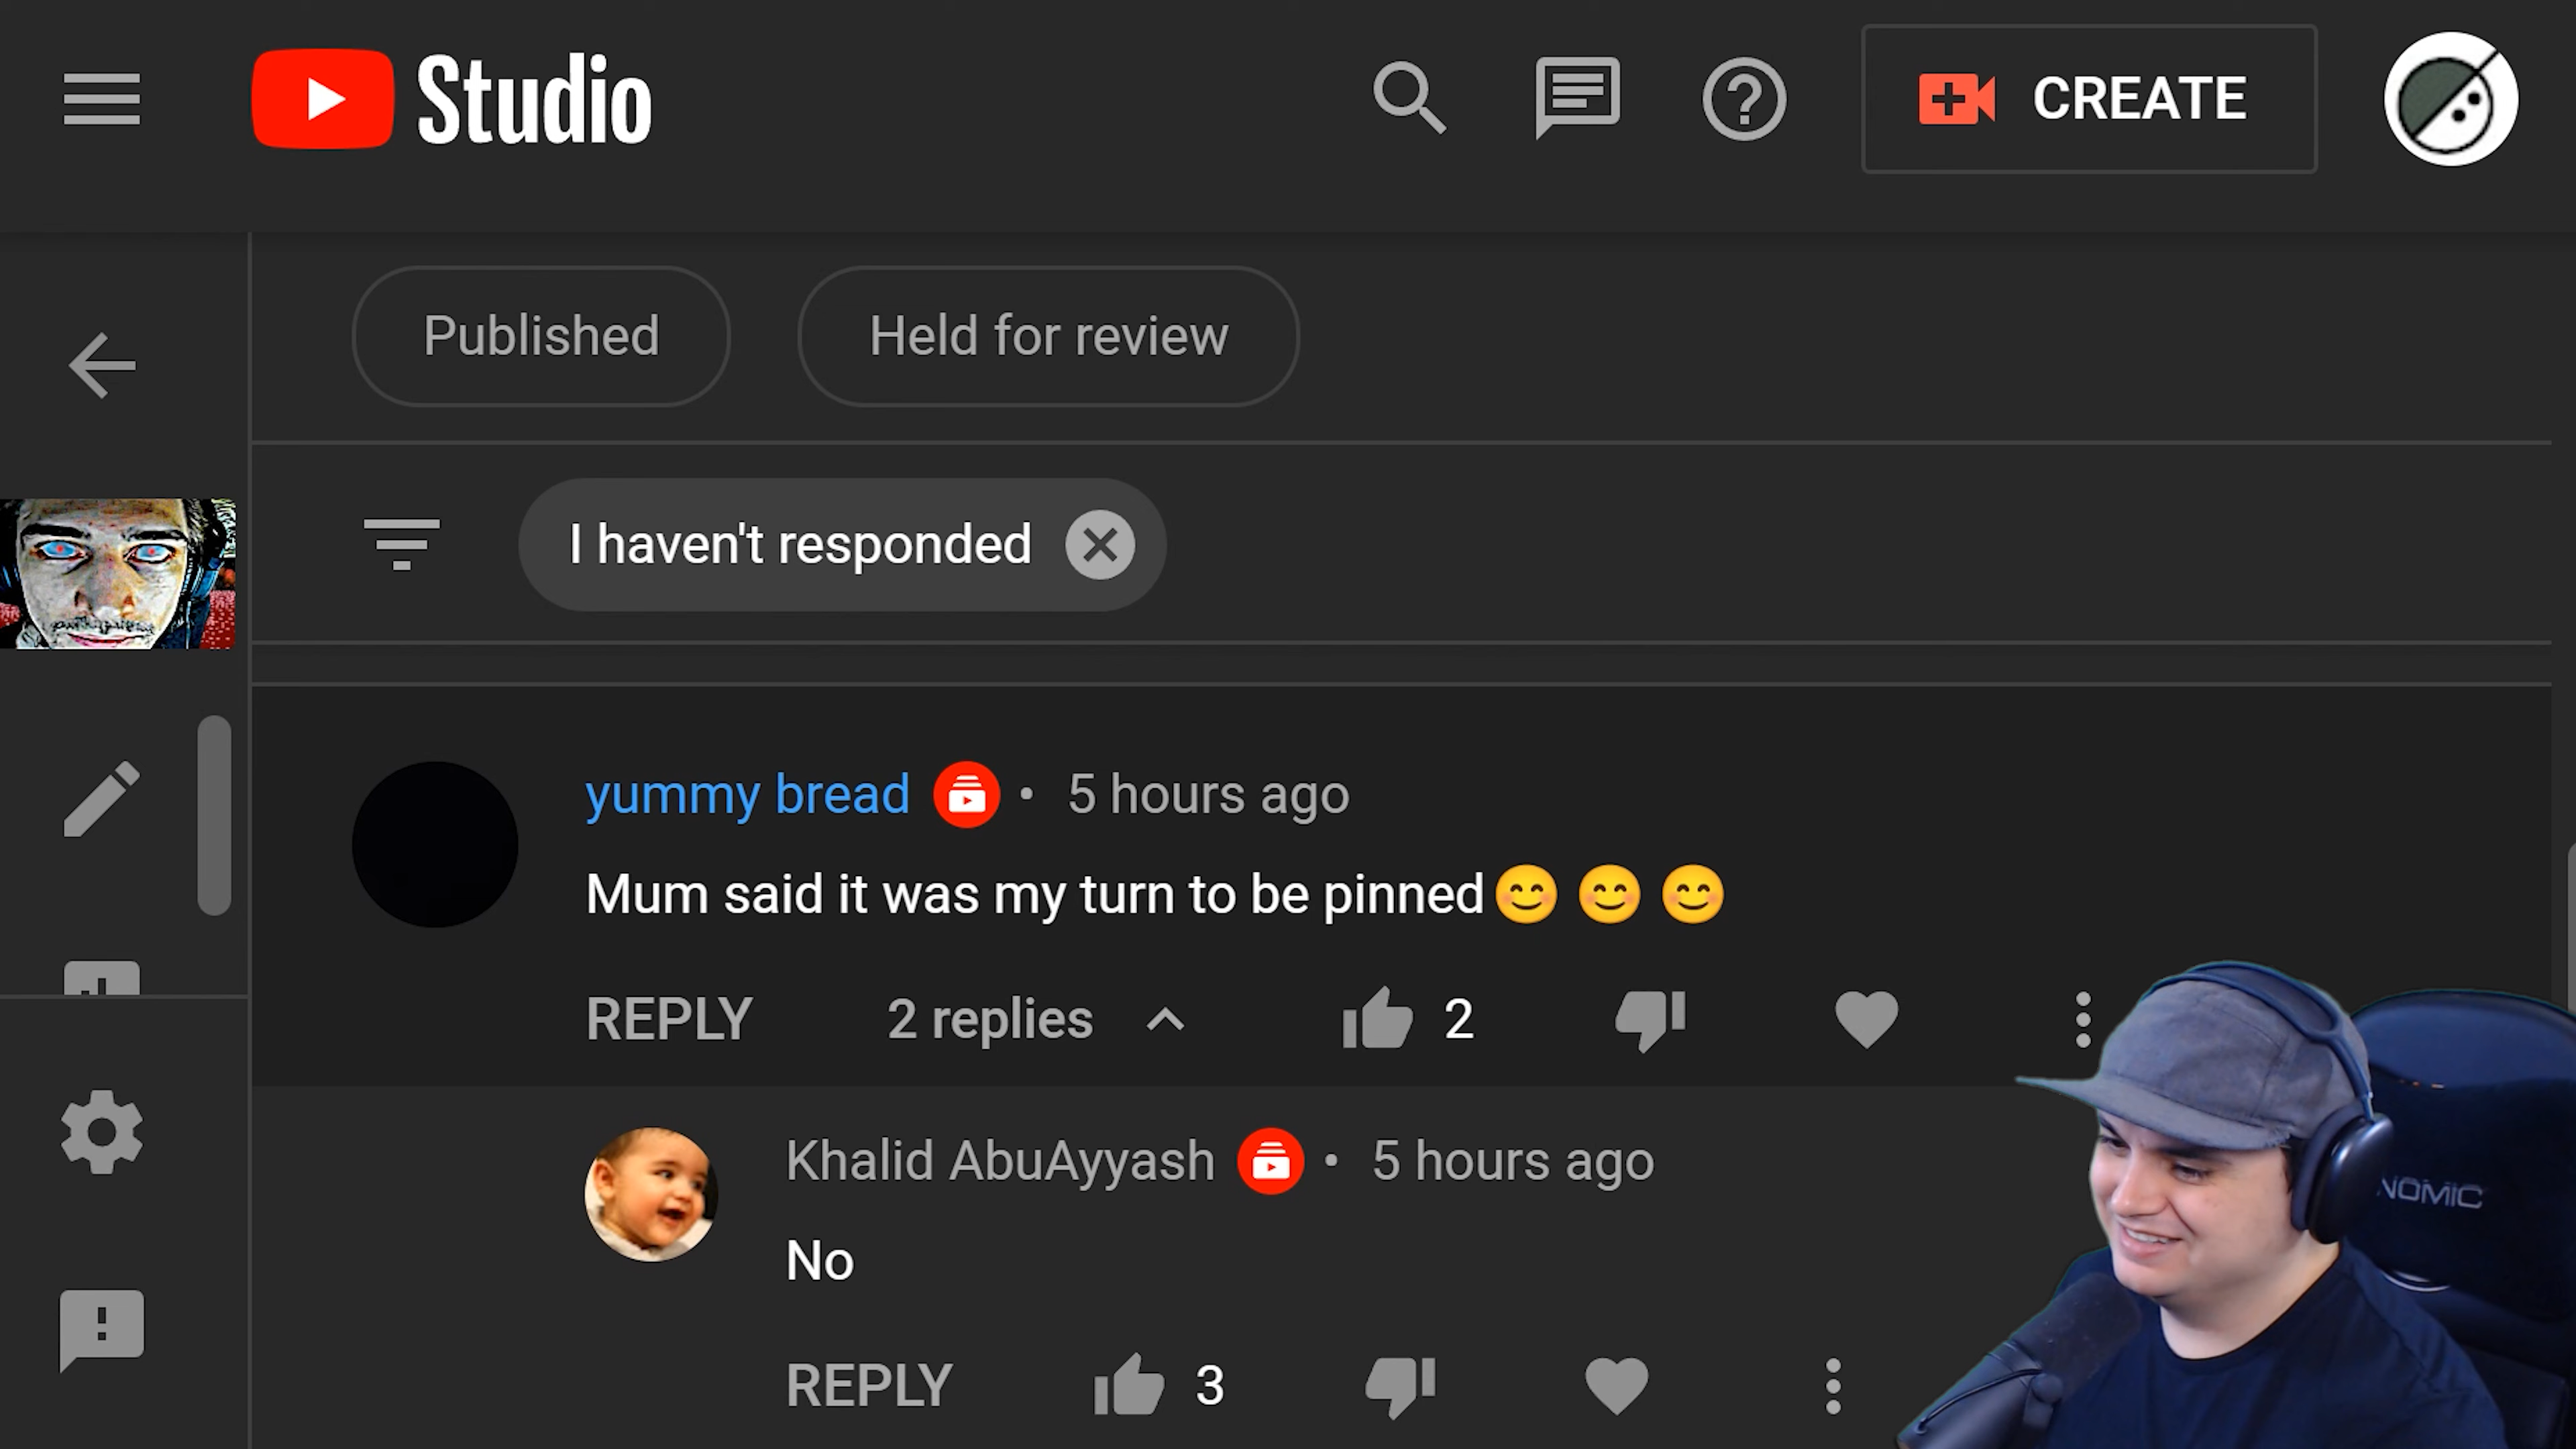 Studio
CREATE
Published
Held for review
I haven't responded
yummy bread • 5 hours ago
Mum said it was my turn to be pinned😊😊😊
REPLY 2 replies 2
Khalid AbuAyyash • 5 hours ago
No
REPLY 3
NOMIC